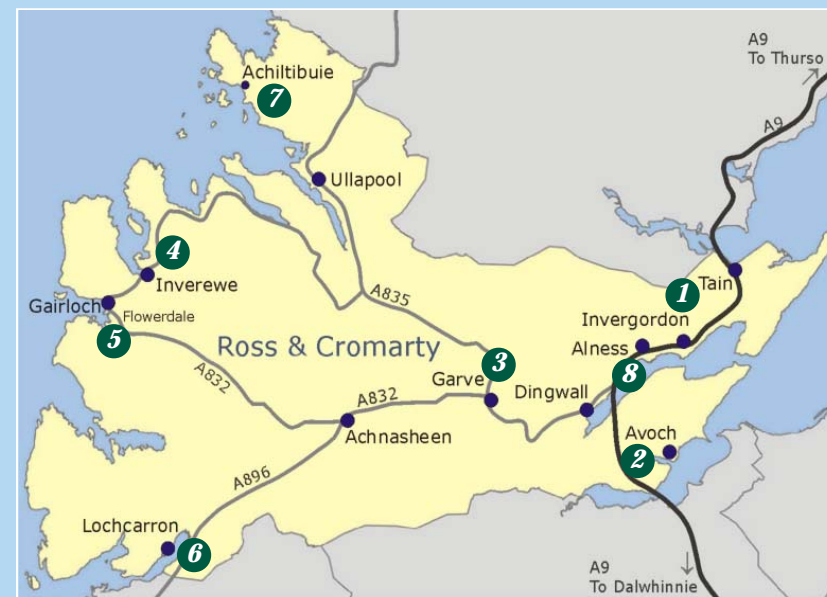 A9
To Thurso
A9
Achiltibuie
7
Ullapool
4
Inverewe
1
Tain
Gairloch
Flowerdale
A835
Invergordon
5
Ross & Cromarty
Alness
3
8
A832
A832
Garve
Dingwall
Achnasheen
Avoch
2
A896
Lochcarron
6
A9
To Dalwhinnie